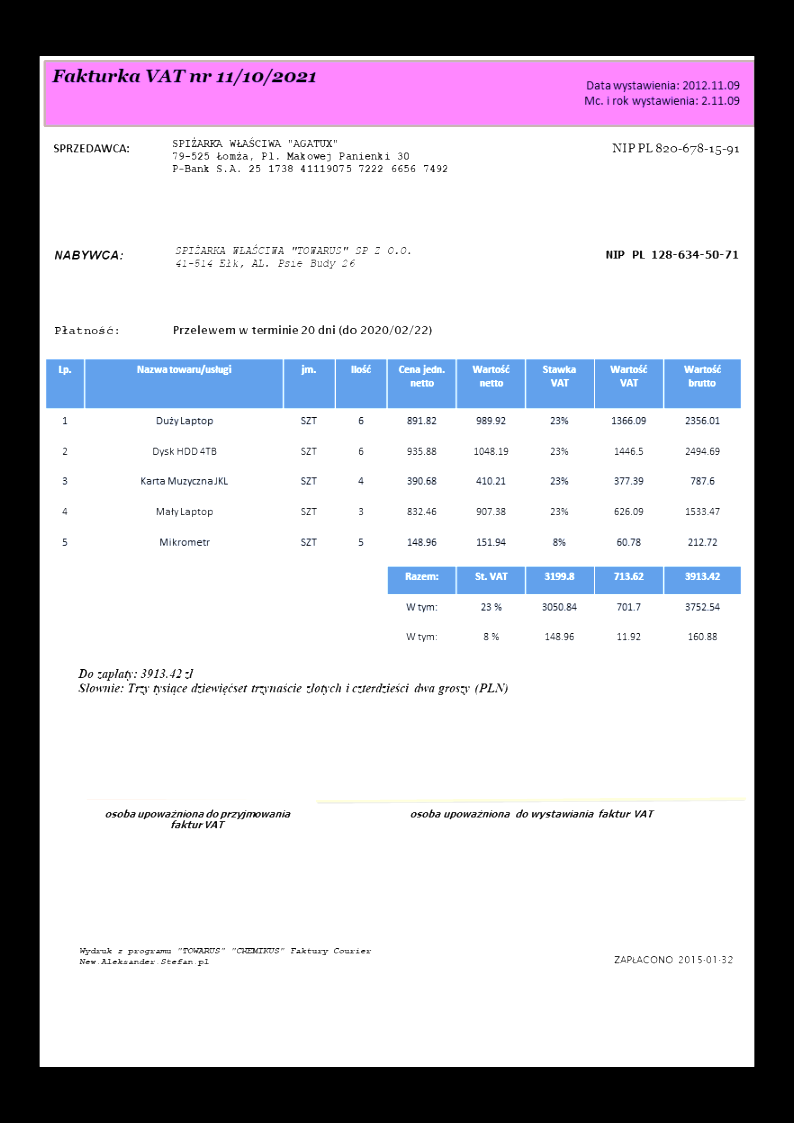 Fakturka VAT nr 11/10/2021
Data wystawienia: 2012.11.09
Mc. i rok wystawienia: 2.11.09
SPRZEDAWCA: SPIŻARKA WŁAŚCIWA "AGATUX" NIP PL 820-678-15-91
79-525 Łomża, Pl. Makowej Panienki 30
P-Bank S.A. 25 1738 41119075 7222 6656 7492
NABYWCA: SPIŻARKA WŁAŚCIWA "TOWARUS" SP Z O.O. NIP PL 128-634-50-71
41-514 Ełk, AL. Psie Budy 26
Płatność: Przelewem w terminie 20 dni (do 2020/02/22)
Lp. Nazwa towaru/usługi jm. Ilość Cena jedn. netto Wartość netto Stawka VAT Wartość VAT Wartość brutto
1 Duży Laptop SZT 6 891.82 989.92 23% 1366.09 2356.01
2 Dysk HDD 4TB SZT 6 935.88 1048.19 23% 1446.5 2494.69
3 Karta Muzyczna JKL SZT 4 390.68 410.21 23% 377.39 787.6
4 Mały Laptop SZT 3 832.46 907.38 23% 626.09 1533.47
5 Mikrometr SZT 5 148.96 151.94 8% 60.78 212.72
Razem: St. VAT 3199.8 713.62 3913.42
W tym: 23 % 3050.84 701.7 3752.54
W tym: 8 % 148.96 11.92 160.88
Do zapłaty: 3913.42 zł
Słownie: Trzy tysiące dziewięćset trzynaście złotych i czterdzieści dwa groszy (PLN)
osoba upoważniona do przyjmowania
faktur VAT
osoba upoważniona do wystawiania faktur VAT
Wydruk z programu "TOWARUS" "CHEMIKUS" Faktury Courier
New.Aleksander.Stefan.pl
ZAPŁACONO 2015-01-32